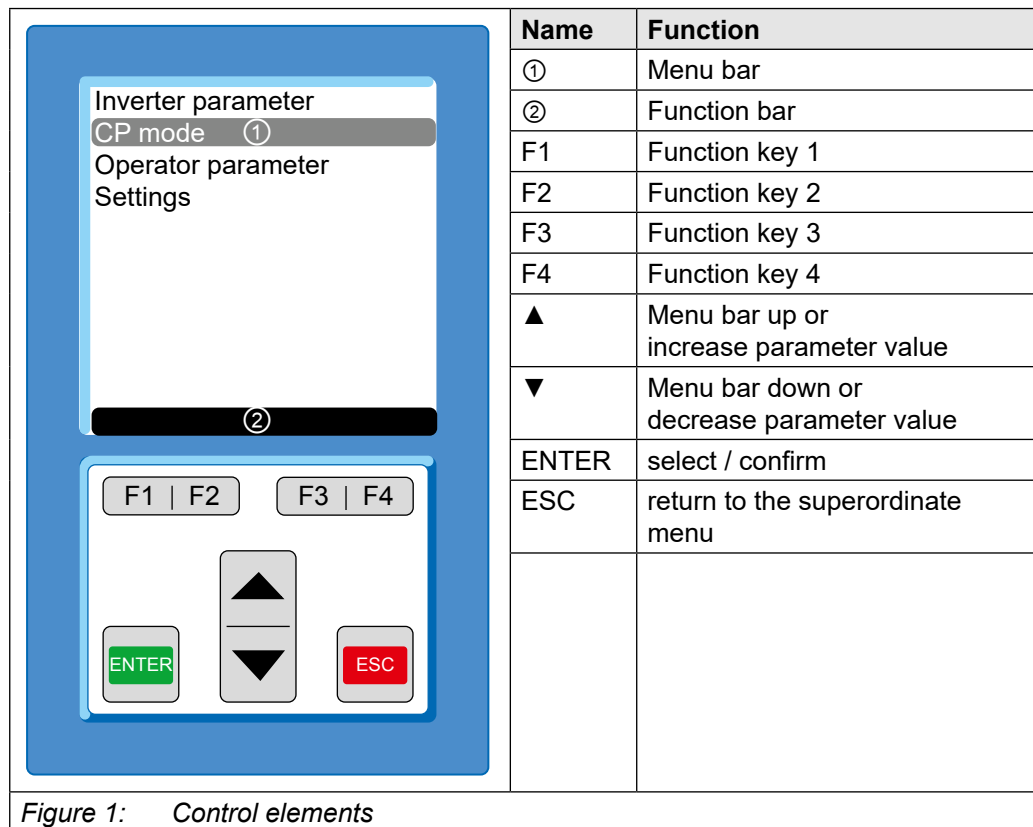 Inverter parameter
CP mode ①
Operator parameter
Settings
②
F1 | F2
F3 | F4
ENTER
ESC
Name Function
① Menu bar
② Function bar
F1 Function key 1
F2 Function key 2
F3 Function key 3
F4 Function key 4
▲ Menu bar up or
increase parameter value
▼ Menu bar down or
decrease parameter value
ENTER select / confirm
ESC return to the superordinate
menu
Figure 1: Control elements